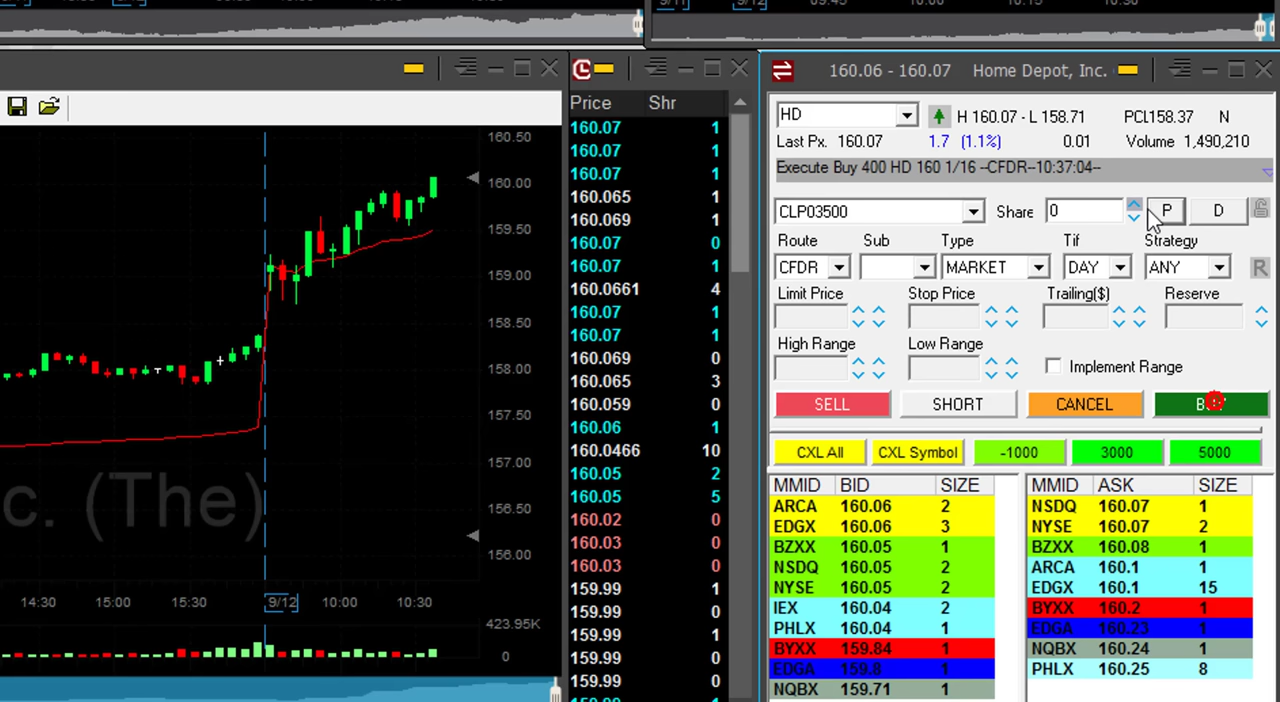 9/11 9/12 09:45 10:00 10:15 10:30
160.06 - 160.07 Home Depot, Inc.
Price Shr
160.07 1
160.07 1
160.07 1
160.065 1
160.069 1
160.07 0
160.07 1
160.0661 4
160.07 1
160.07 1
160.069 0
160.065 3
160.059 0
160.06 1
160.0466 10
160.05 2
160.05 5
160.02 0
160.03 0
160.03 0
159.99 1
159.99 0
159.99 1
159.99 0
159.99 0
160.50
160.00
159.50
159.00
158.50
158.00
157.50
157.00
156.50
156.00
c. (The)
14:30 15:00 15:30 9/12 10:00 10:30
423.95K
0
HD H 160.07 - L 158.71 PCL158.37 N
Last Px. 160.07 1.7 (1.1%) 0.01 Volume 1,490,210
Execute Buy 400 HD 160 1/16 --CFDR--10:37:04--
CLP03500 Share 0 P D
Route Sub Type Tif Strategy
CFDR MARKET DAY ANY R
Limit Price Stop Price Trailing($) Reserve
High Range Low Range
Implement Range
SELL SHORT CANCEL
CXL All CXL Symbol -1000 3000 5000
MMID BID SIZE MMID ASK SIZE
ARCA 160.06 2 NSDQ 160.07 1
EDGX 160.06 3 NYSE 160.07 2
BZXX 160.05 1 BZXX 160.08 1
NSDQ 160.05 2 ARCA 160.1 1
NYSE 160.05 2 EDGX 160.1 15
IEX 160.04 2 BYXX 160.2 1
PHLX 160.04 1 EDGA 160.23 1
BYXX 159.84 1 NQBX 160.24 1
EDGA 159.8 1 PHLX 160.25 8
NQBX 159.71 1